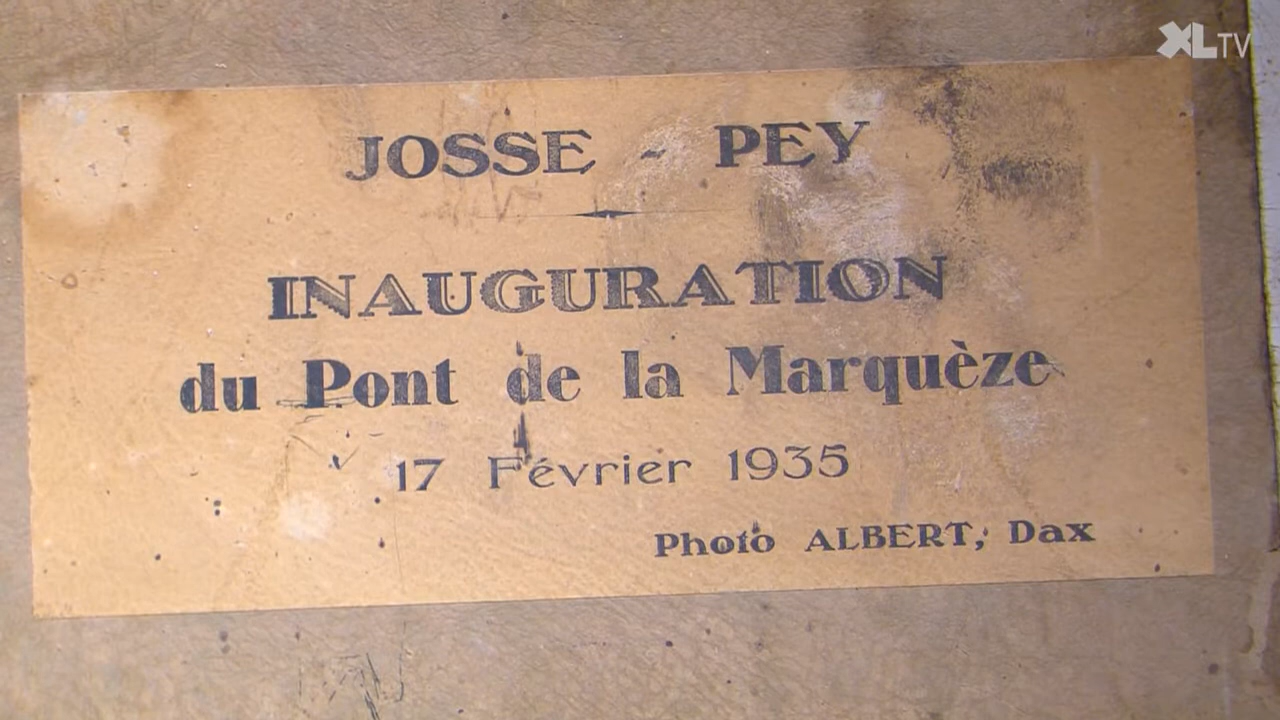 XLTV
JOSSE - PEY
INAUGURATION
du Pont de la Marquèze
17 Février 1935
Photo ALBERT, Dax